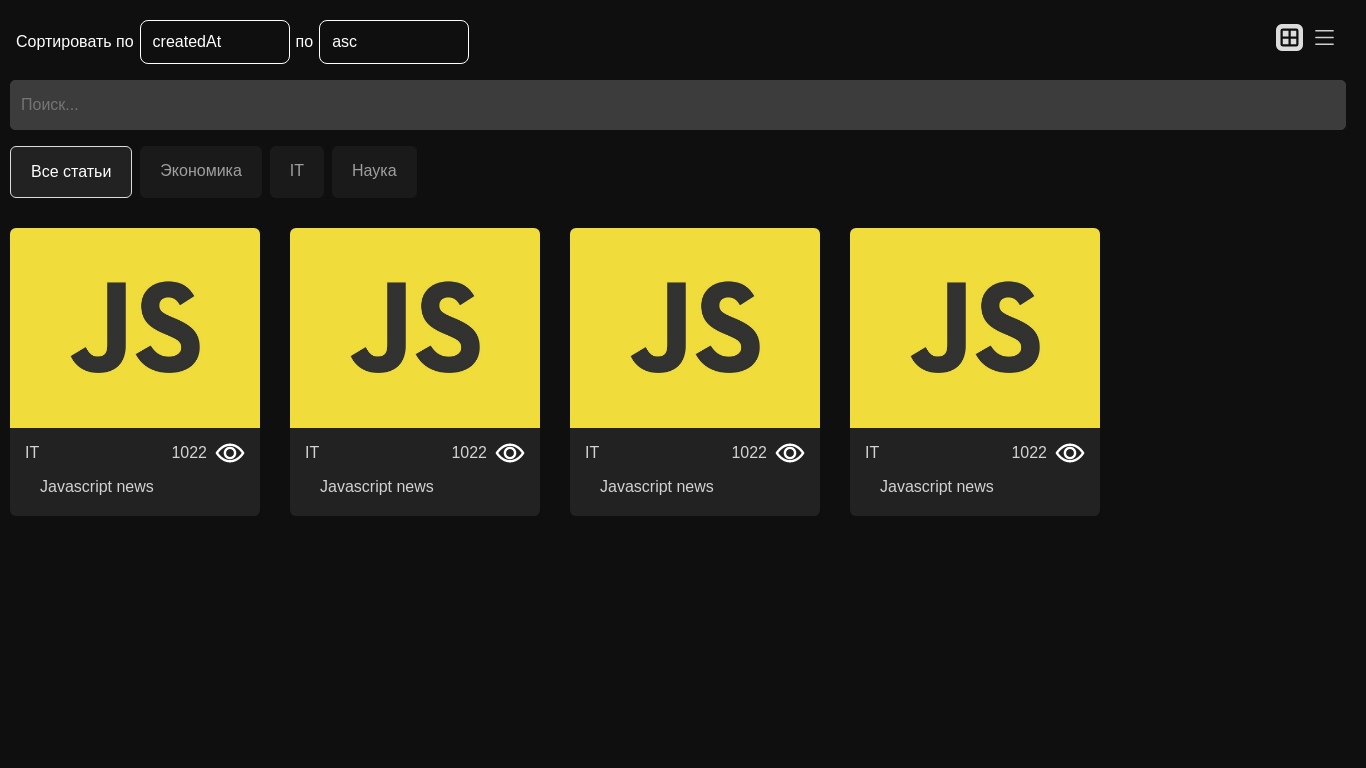 Сортировать по createdAt по asc
Поиск...
Все статьи Экономика IT Наука
JS JS JS JS
IT 1022 IT 1022 IT 1022 IT 1022
Javascript news Javascript news Javascript news Javascript news